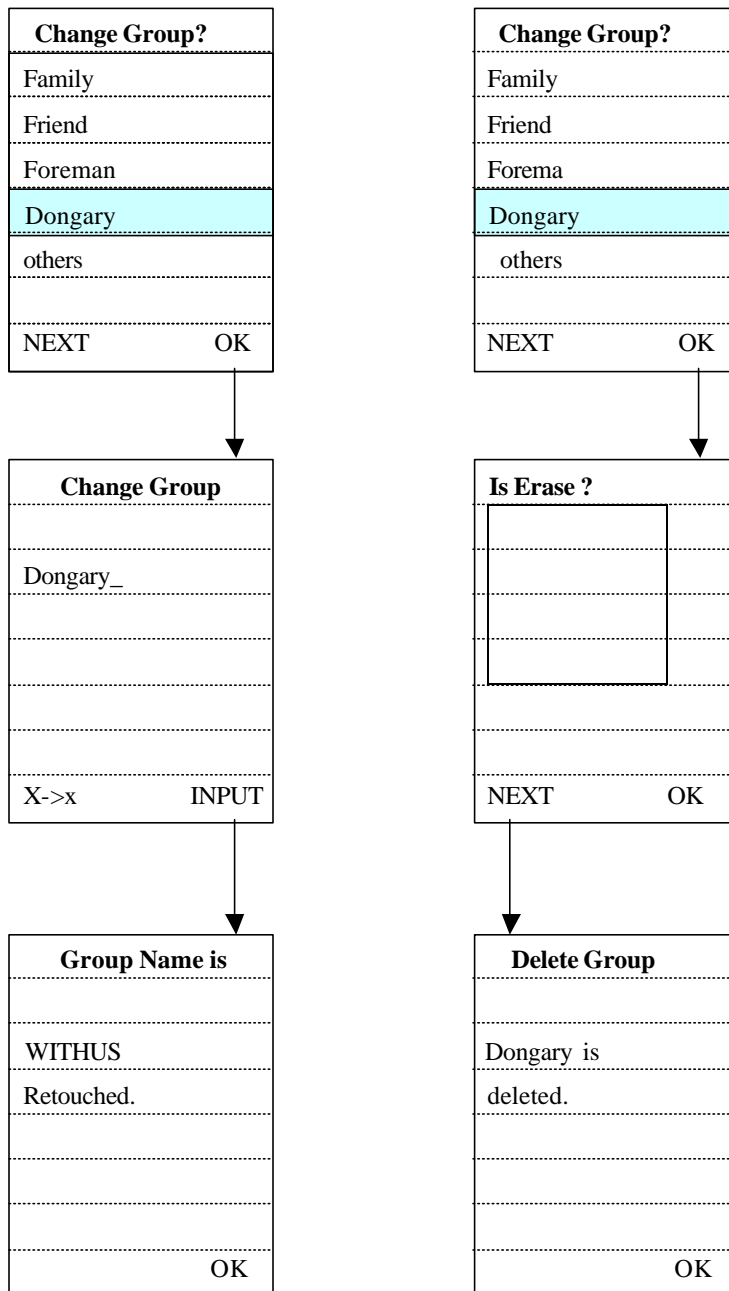 Change Group?
Family
Friend
Foreman
Dongary
others
NEXT OK
Change Group
Dongary_
X->x INPUT
Group Name is
WITHUS
Retouched.
OK
Change Group?
Family
Friend
Forema
Dongary
others
NEXT OK
Is Erase ?
NEXT OK
Delete Group
Dongary is
deleted.
OK